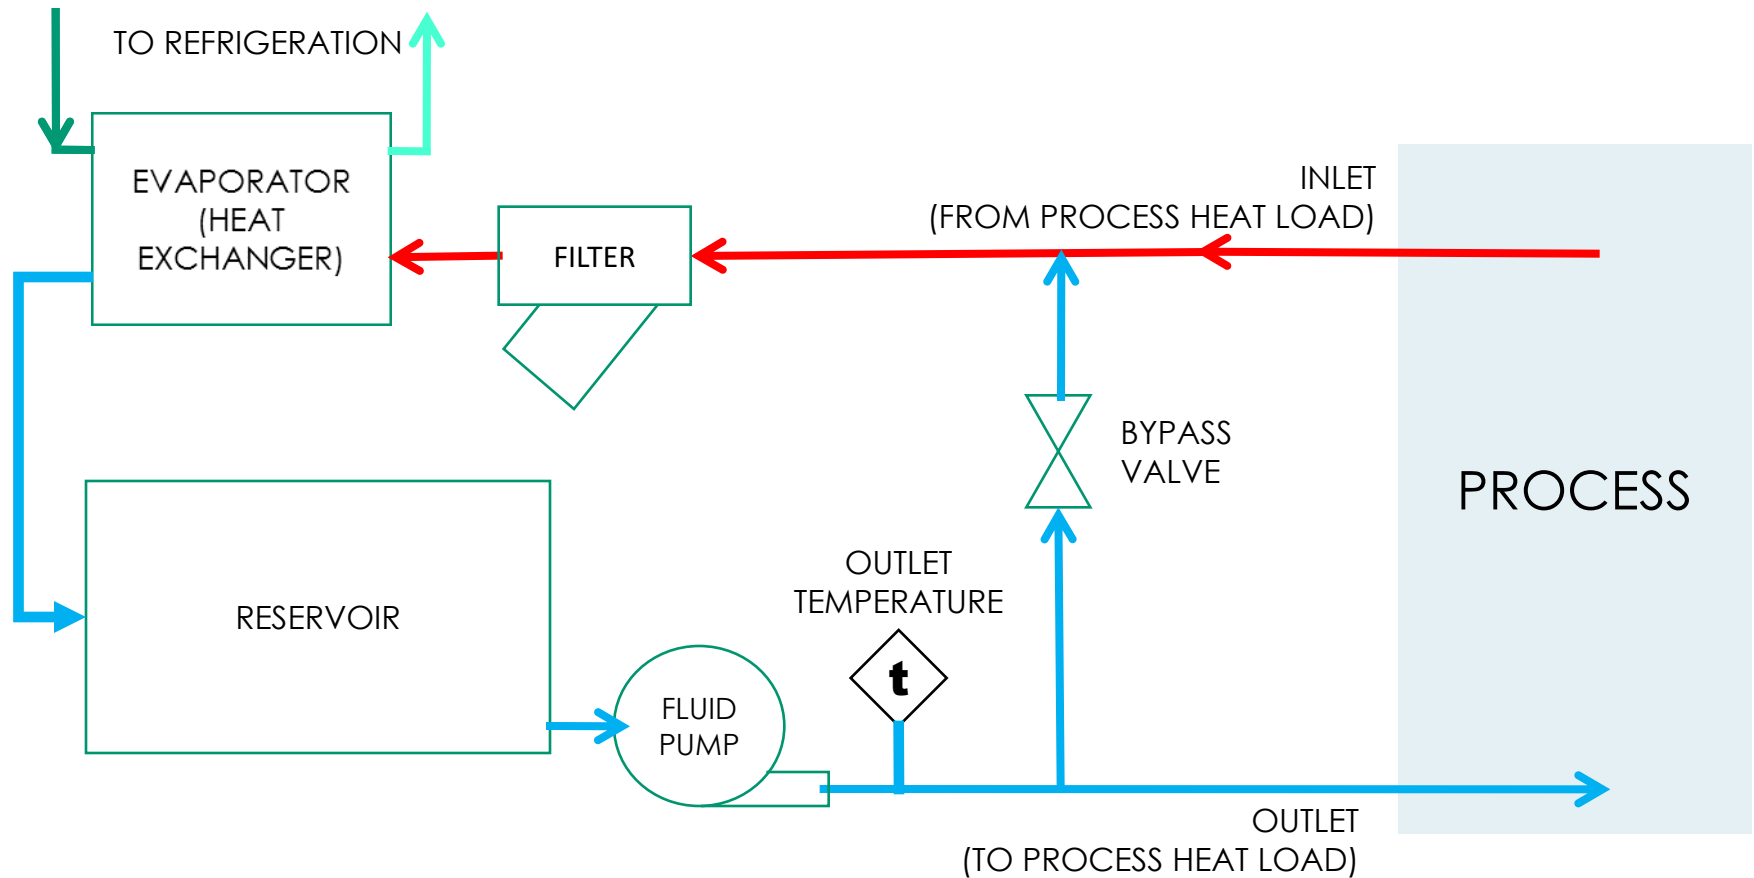 TO REFRIGERATION
EVAPORATOR
(HEAT
EXCHANGER)
FILTER
INLET
(FROM PROCESS HEAT LOAD)
BYPASS
VALVE
PROCESS
RESERVOIR
OUTLET
TEMPERATURE
t
FLUID
PUMP
OUTLET
(TO PROCESS HEAT LOAD)